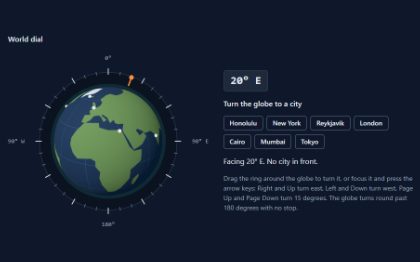 World dial
0°
20° E
Turn the globe to a city
Honolulu New York Reykjavik London
90° W
90° E
Cairo Mumbai Tokyo
Facing 20° E. No city in front.
Drag the ring around the globe to turn it, or focus it and press the
arrow keys: Right and Up turn east, Left and Down turn west. Page
Up and Page Down turn 15 degrees. The globe turns round past
180 degrees with no stop.
180°